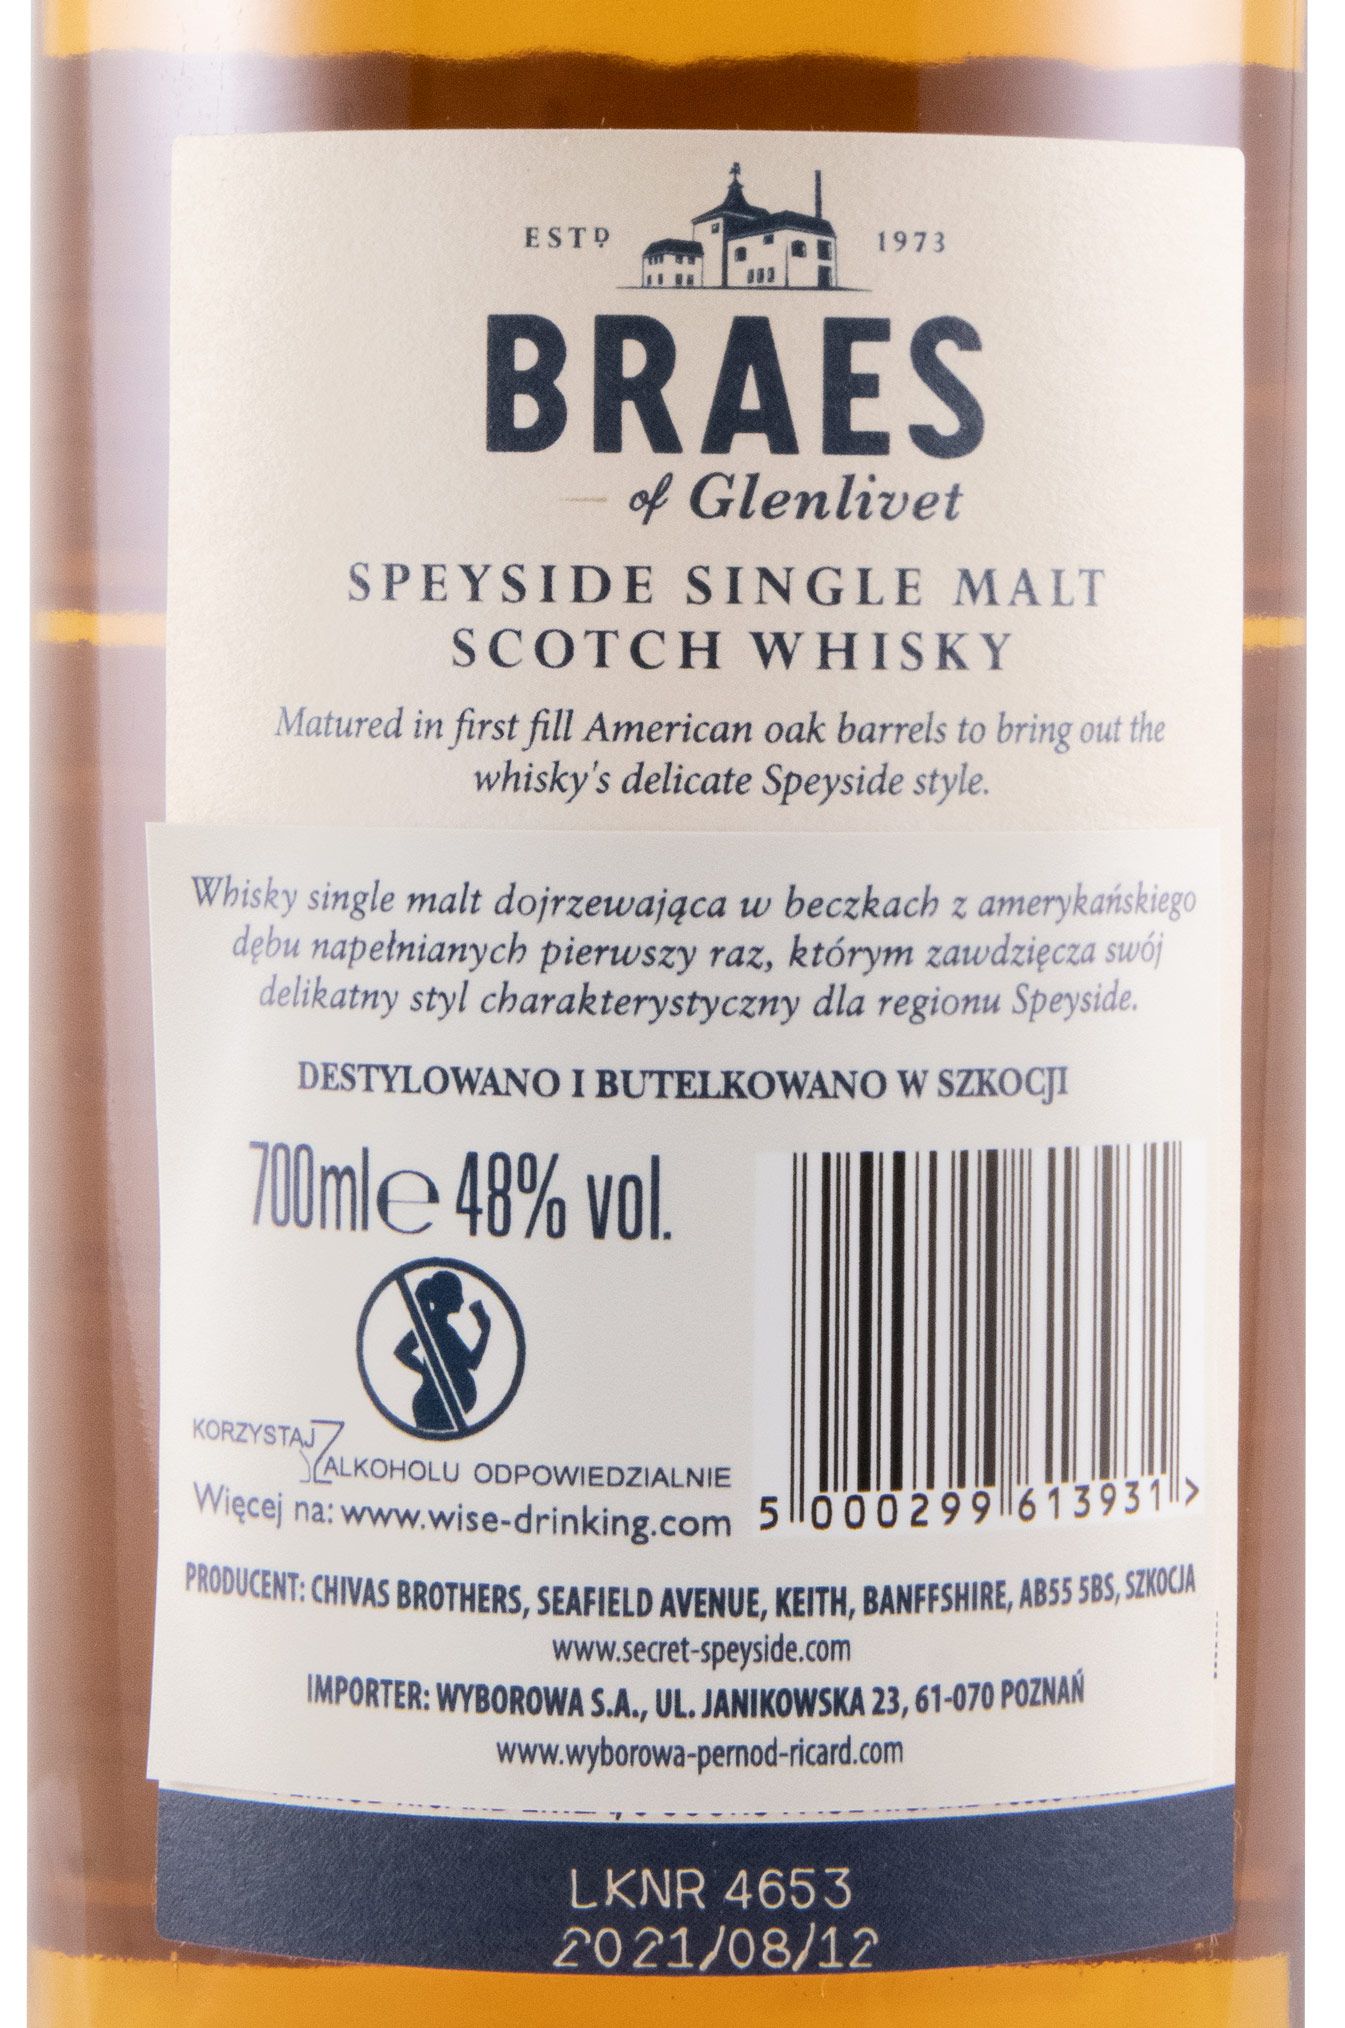 ESTD 1973
BRAES
of Glenlivet
SPEYSIDE SINGLE MALT
SCOTCH WHISKY
Matured in first fill American oak barrels to bring out the
whisky's delicate Speyside style.
Whisky single malt dojrzewająca w beczkach z amerykańskiego
dębu napełnianych pierwszy raz, którym zawdzięcza swój
delikatny styl charakterystyczny dla regionu Speyside.
DESTYLOWANO I BUTELKOWANO W SZKOCJI
700ml e 48% vol.
KORZYSTAJ Z
ALKOHOLU ODPOWIEDZIALNIE
Więcej na: www.wise-drinking.com
5 000299 613931 >
PRODUCENT: CHIVAS BROTHERS, SEAFIELD AVENUE, KEITH, BANFFSHIRE, AB55 5BS, SZKOCJA
www.secret-speyside.com
IMPORTER: WYBOROWA S.A., UL. JANIKOWSKA 23, 61-070 POZNAŃ
www.wyborowa-pernod-ricard.com
LKNR 4653
2021/08/12